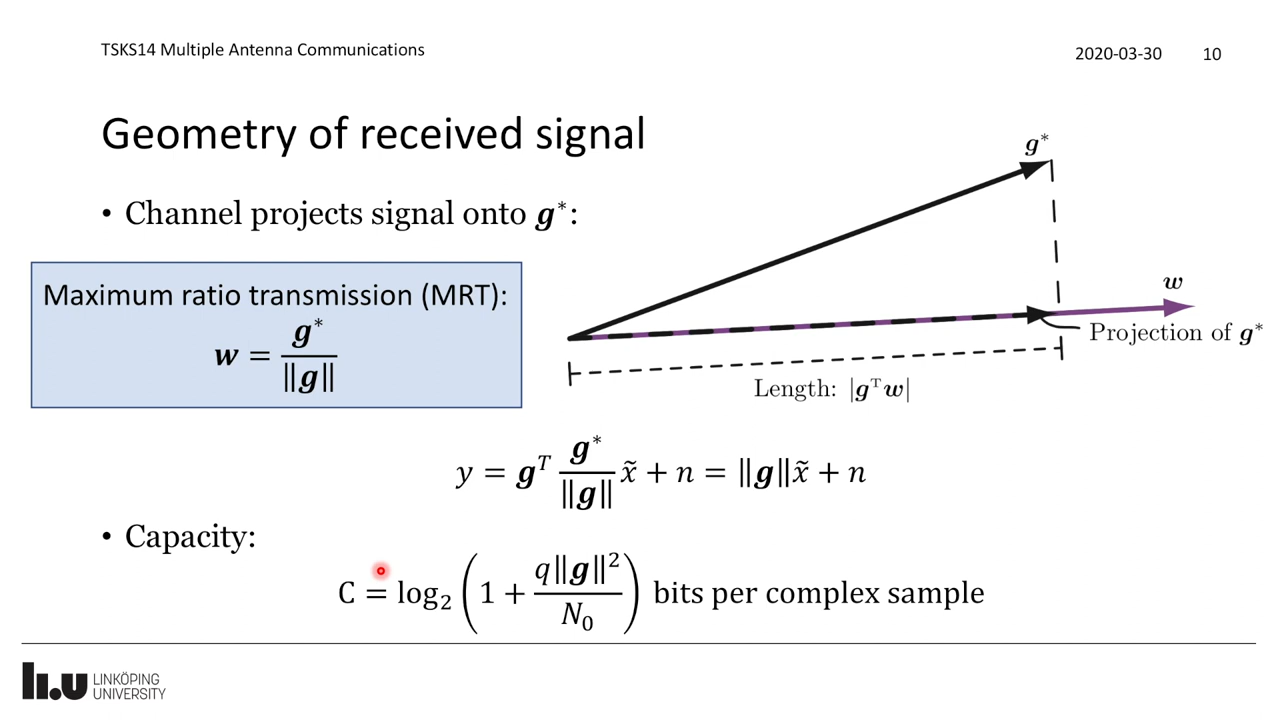 TSKS14 Multiple Antenna Communications
2020-03-30 10
Geometry of received signal
• Channel projects signal onto g*:
Maximum ratio transmission (MRT):
w = g* / ‖g‖
g*
w
Projection of g*
Length: |gᵀw|
y = gᵀ g* / ‖g‖ x̃ + n = ‖g‖x̃ + n
• Capacity:
C = log₂ (1 + q‖g‖² / N₀) bits per complex sample
li.u LINKÖPING
UNIVERSITY